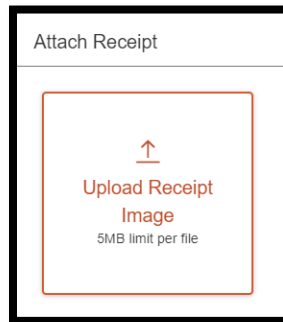 Attach Receipt
Upload Receipt
Image
5MB limit per file